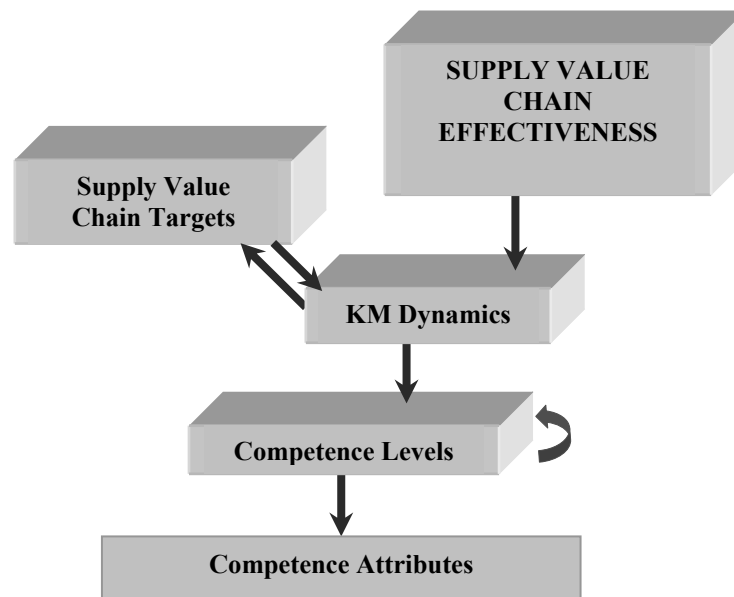 SUPPLY VALUE
CHAIN
EFFECTIVENESS
Supply Value
Chain Targets
KM Dynamics
Competence Levels
Competence Attributes